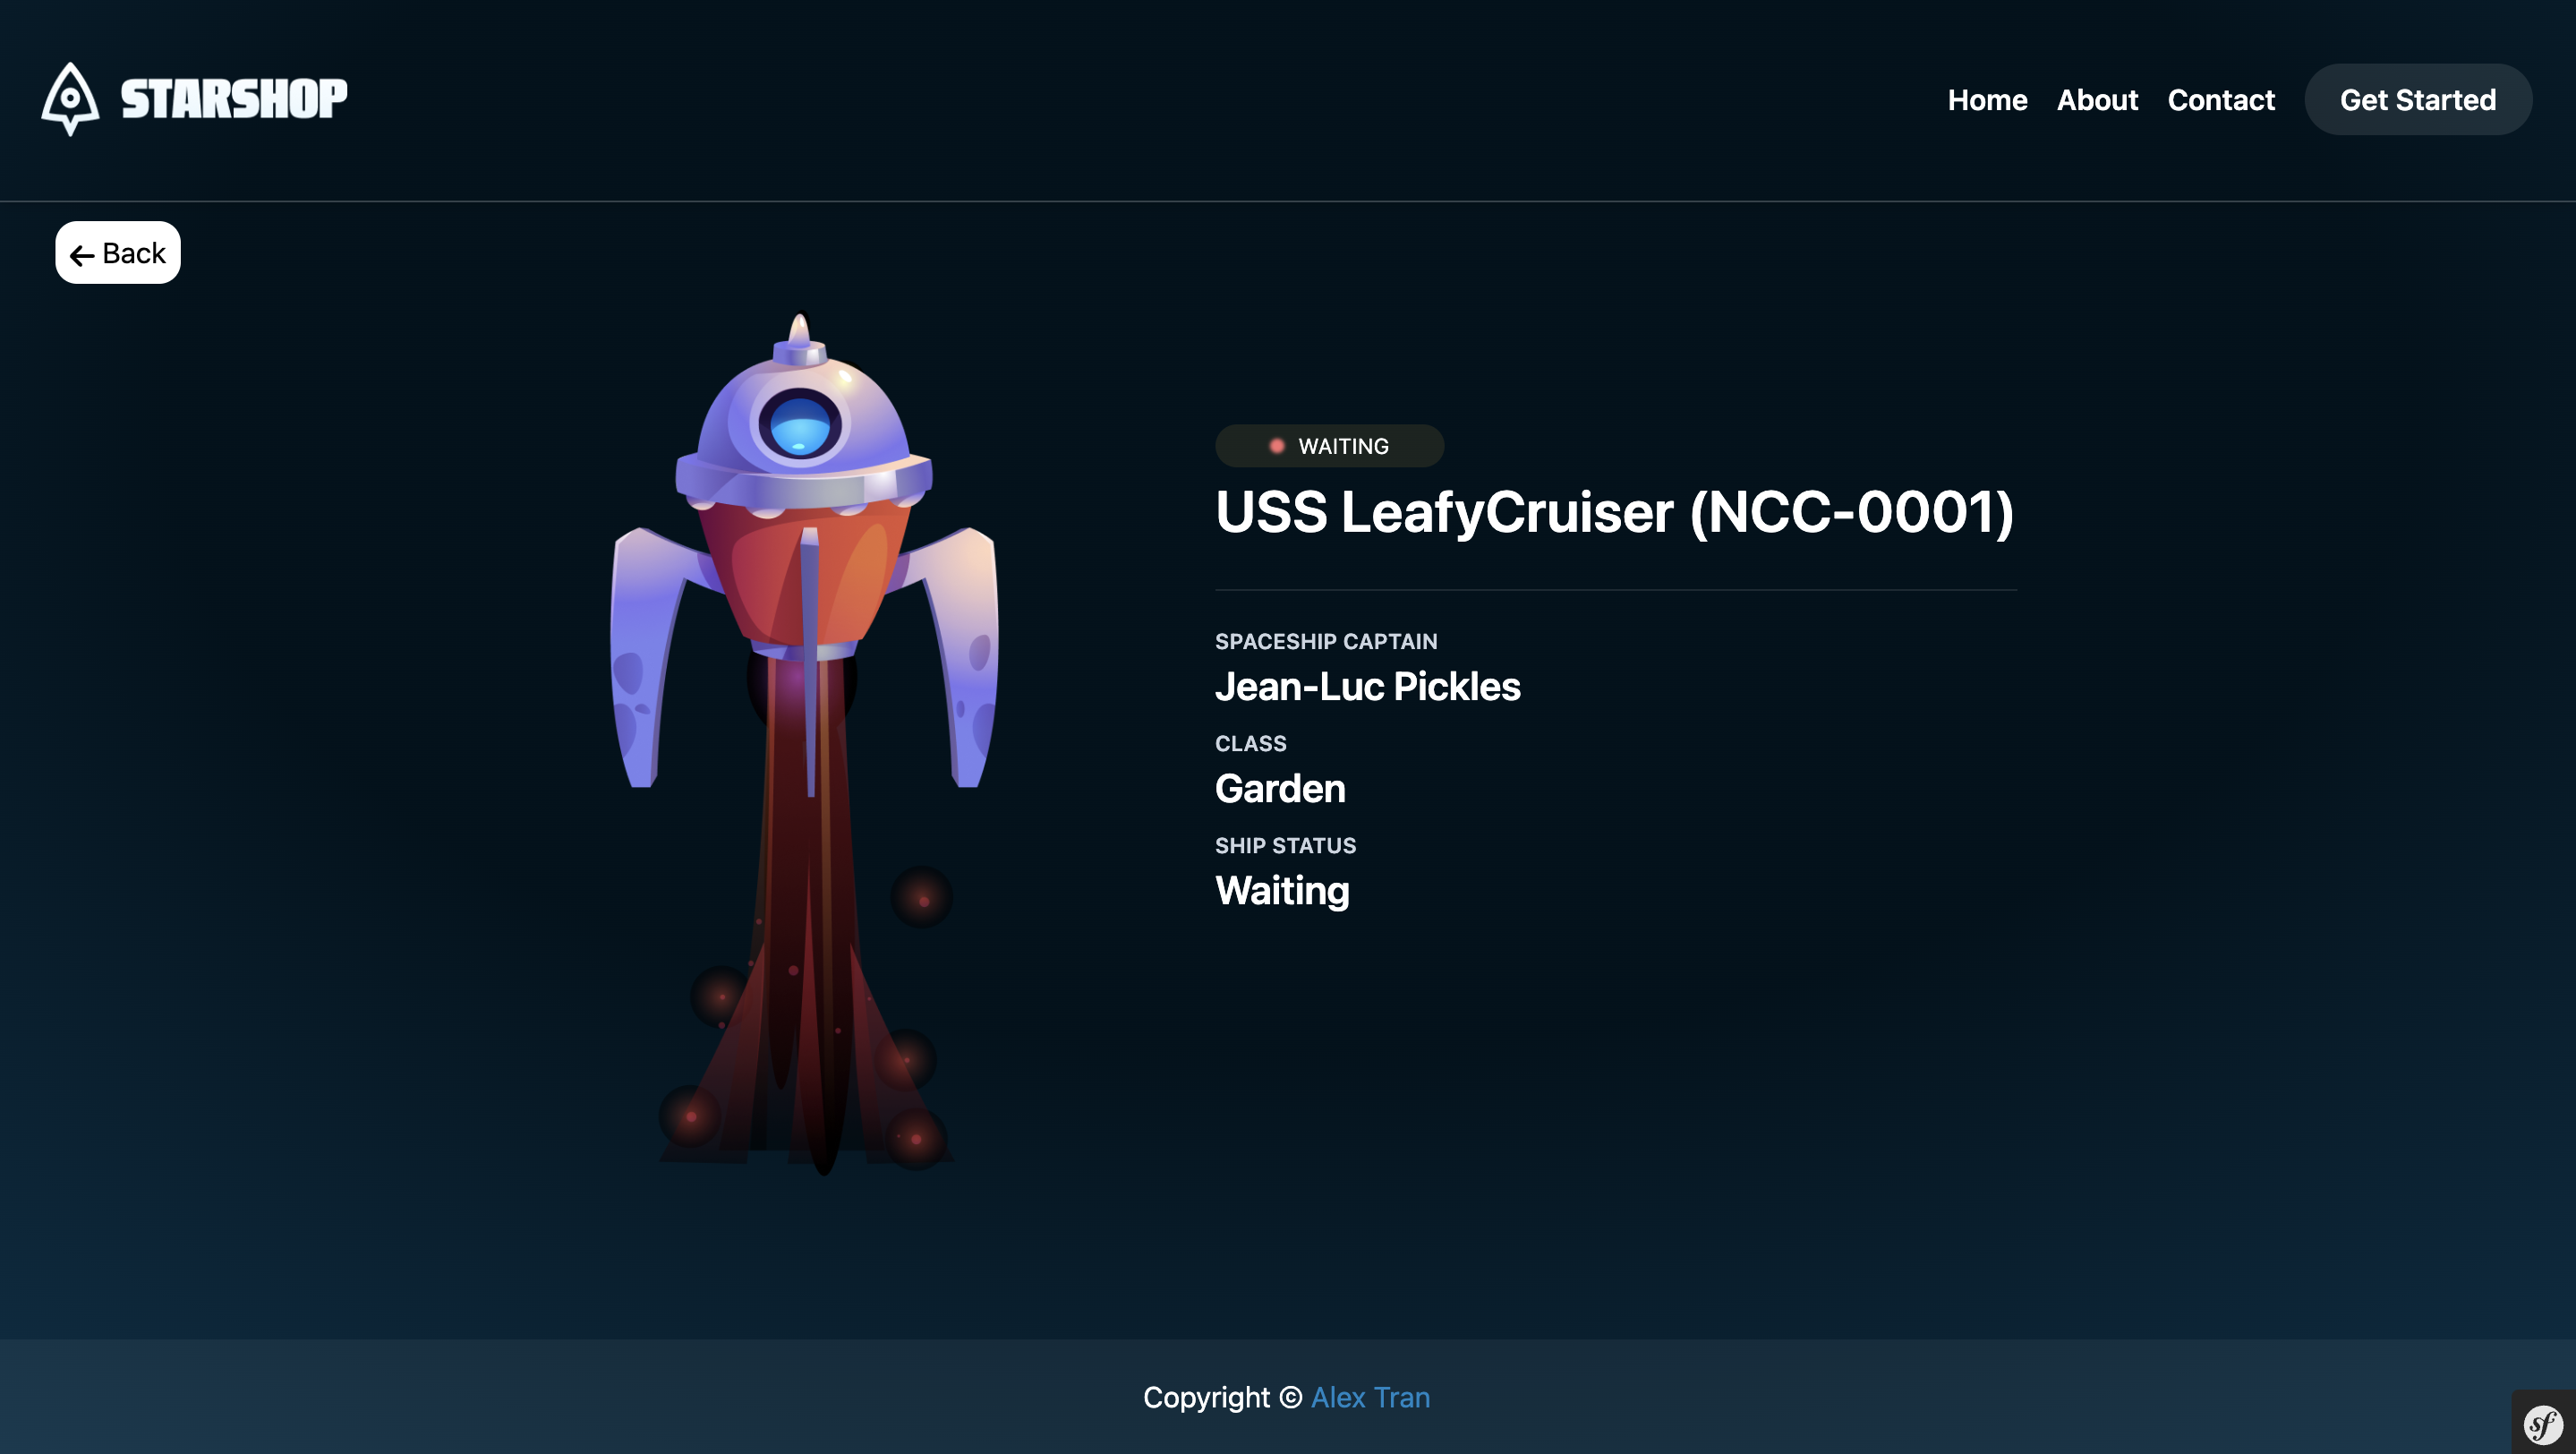 STARSHOP
Home About Contact Get Started
Back
WAITING
USS LeafyCruiser (NCC-0001)
SPACESHIP CAPTAIN
Jean-Luc Pickles
CLASS
Garden
SHIP STATUS
Waiting
Copyright © Alex Tran
sf